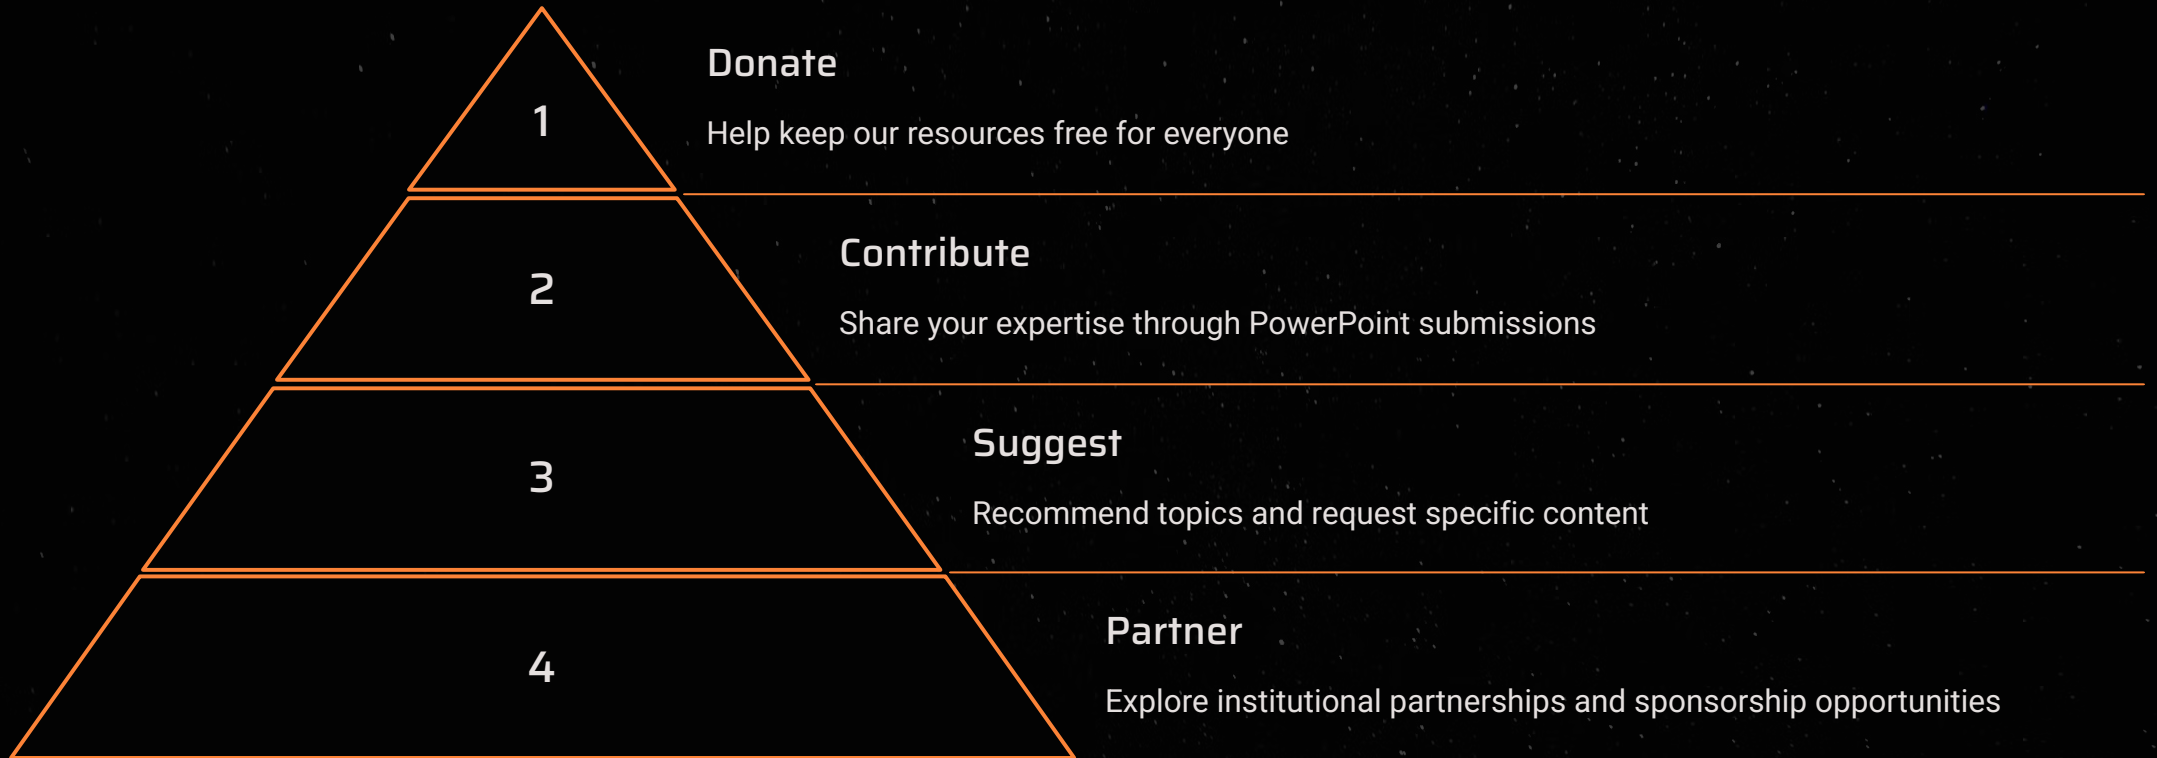 1
Donate
Help keep our resources free for everyone
2
Contribute
Share your expertise through PowerPoint submissions
3
Suggest
Recommend topics and request specific content
4
Partner
Explore institutional partnerships and sponsorship opportunities